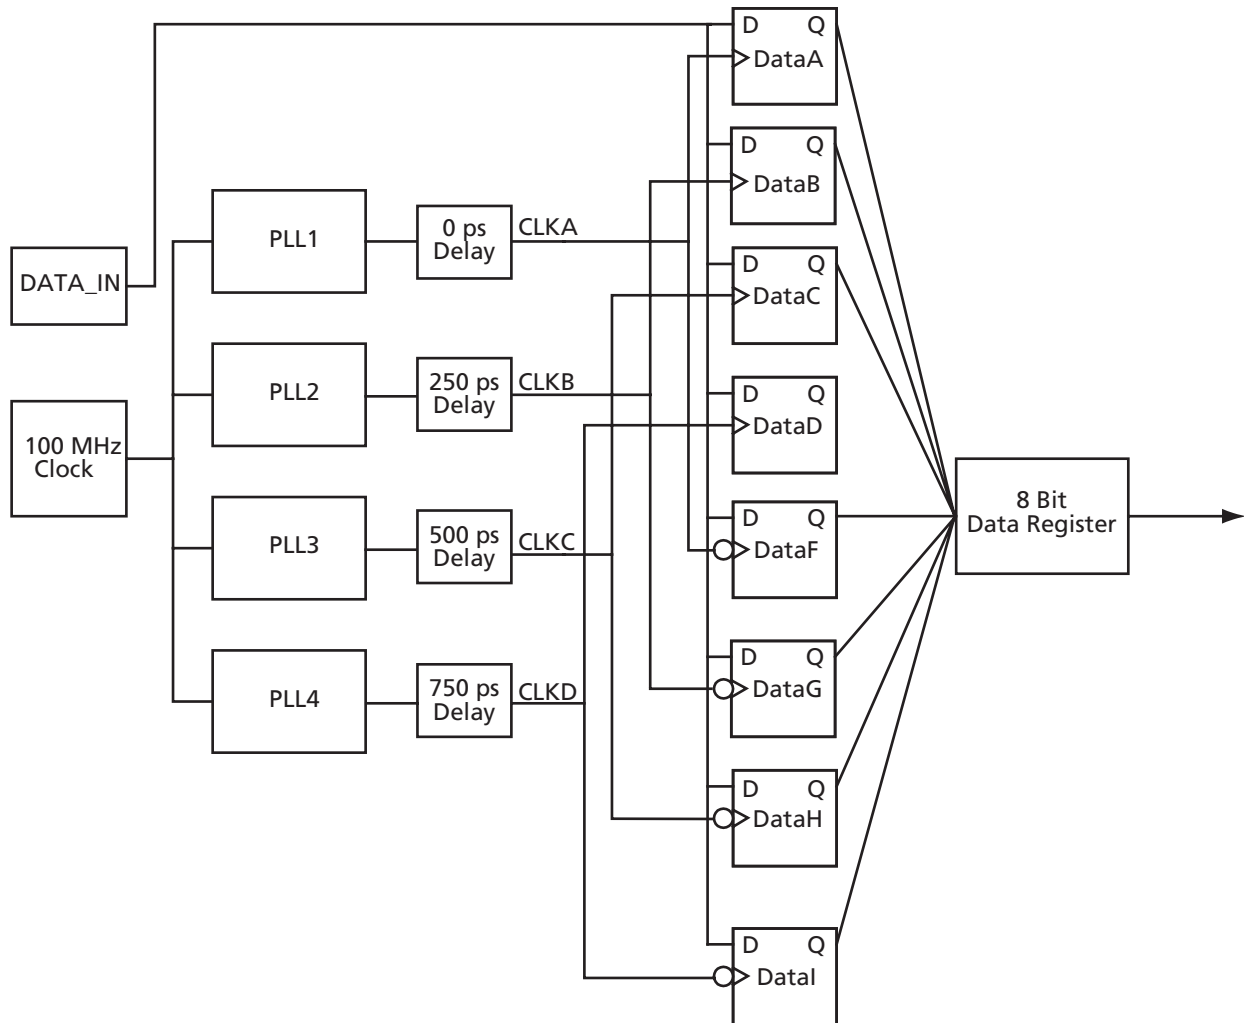 D Q
DataA
D Q
DataB
PLL1
0 ps
Delay
CLKA
D Q
DataC
DATA_IN
PLL2
250 ps
Delay
CLKB
D Q
DataD
100 MHz
Clock
8 Bit
Data Register
PLL3
500 ps
Delay
CLKC
D Q
DataF
PLL4
750 ps
Delay
CLKD
D Q
DataG
D Q
DataH
D Q
DataI